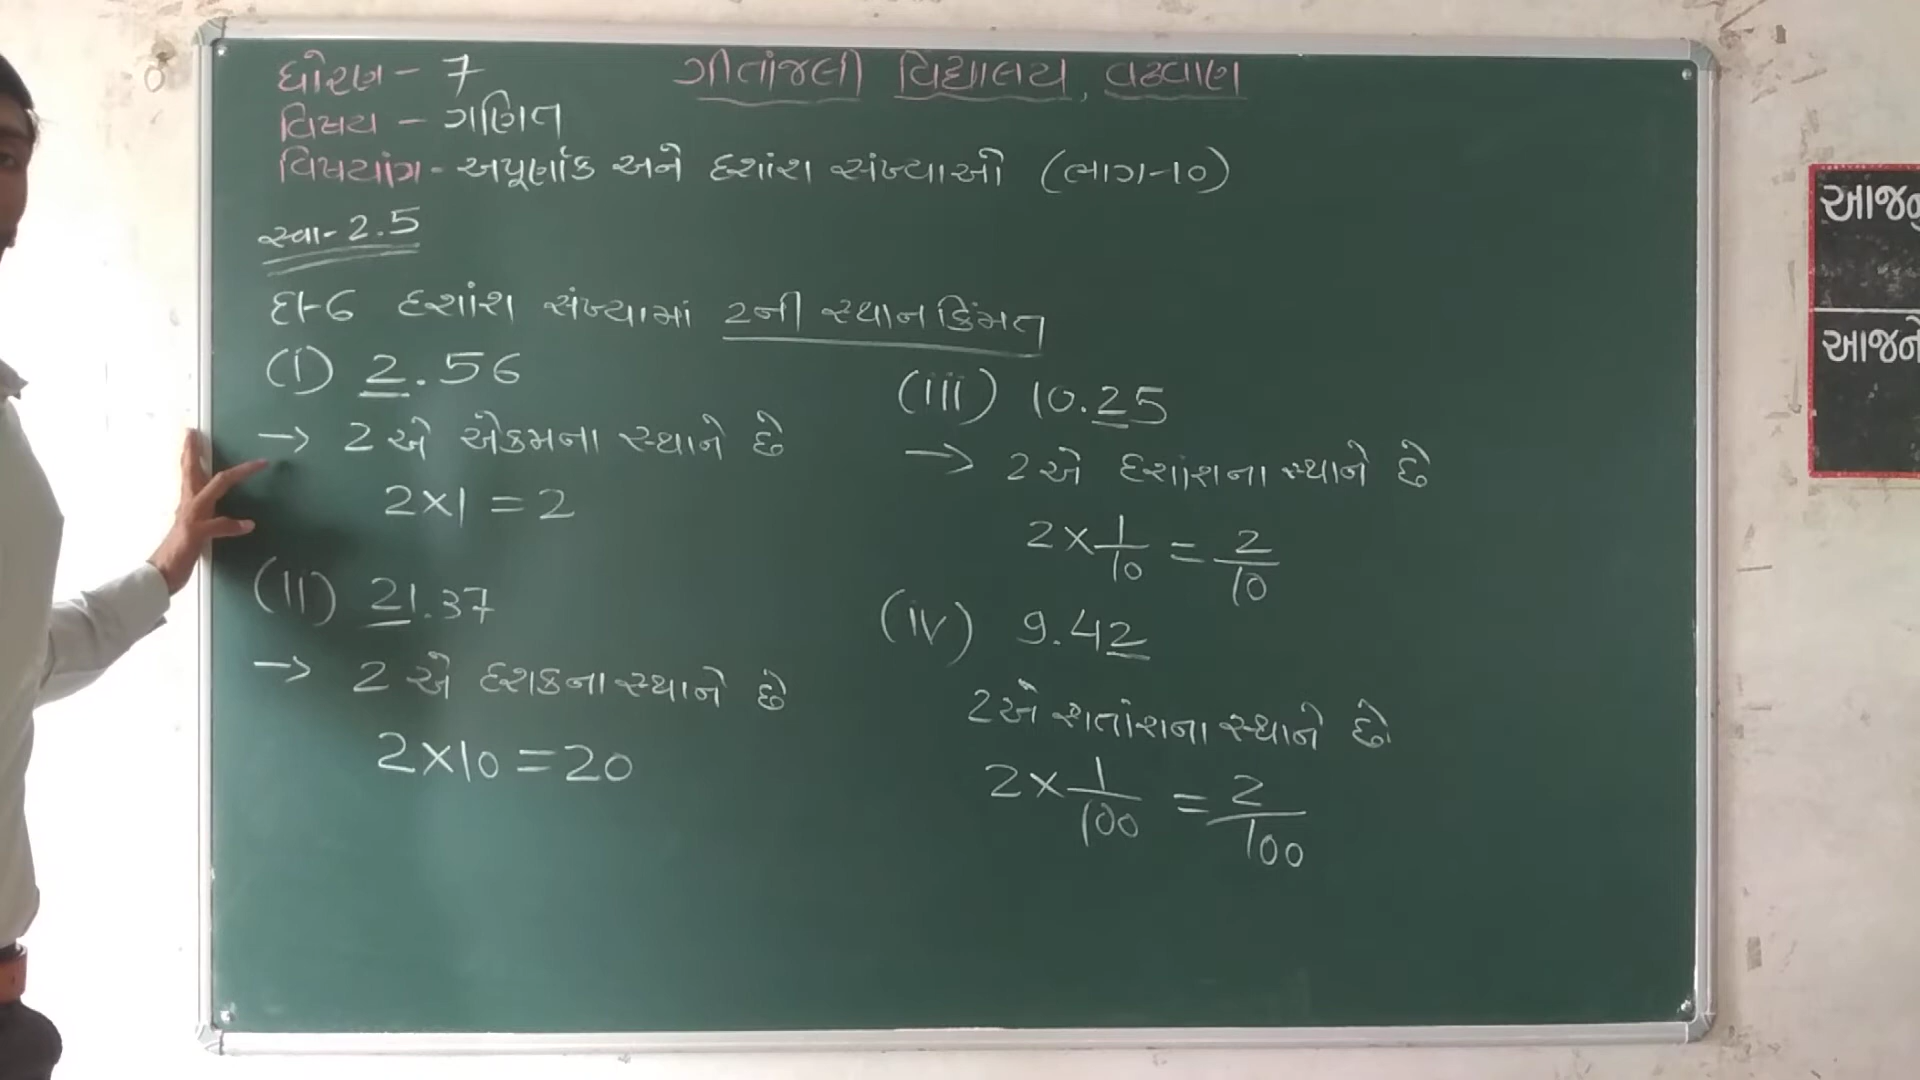 ધોરણ - 7
ગીતાંજલી વિદ્યાલય, વઢવાણ
વિષય - ગણિત
વિષયાંગ - અપૂર્ણાંક અને દશાંશ સંખ્યાઓ (ભાગ-10)
સ્વા-2.5
દા-6 દશાંશ સંખ્યામાં 2ની સ્થાન કિંમત
(i) 2.56
→ 2 એ એકમના સ્થાને છે
2×1 = 2
(ii) 21.37
→ 2 એ દશકના સ્થાને છે
2×10 = 20
(iii) 10.25
→ 2 એ દશાંશના સ્થાને છે
2 × 1/10 = 2/10
(iv) 9.42
2 એ શતાંશના સ્થાને છે.
2 × 1/100 = 2/100
આજનુ
આજને